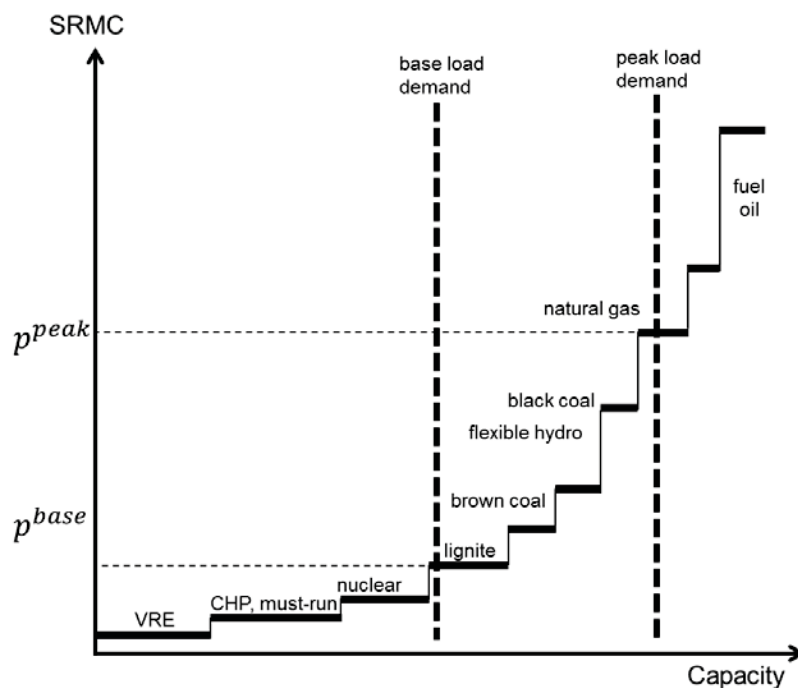 SRMC
base load
demand
peak load
demand
fuel
oil
natural gas
p^{peak}
black coal
flexible hydro
brown coal
p^{base}
lignite
nuclear
CHP, must-run
VRE
Capacity